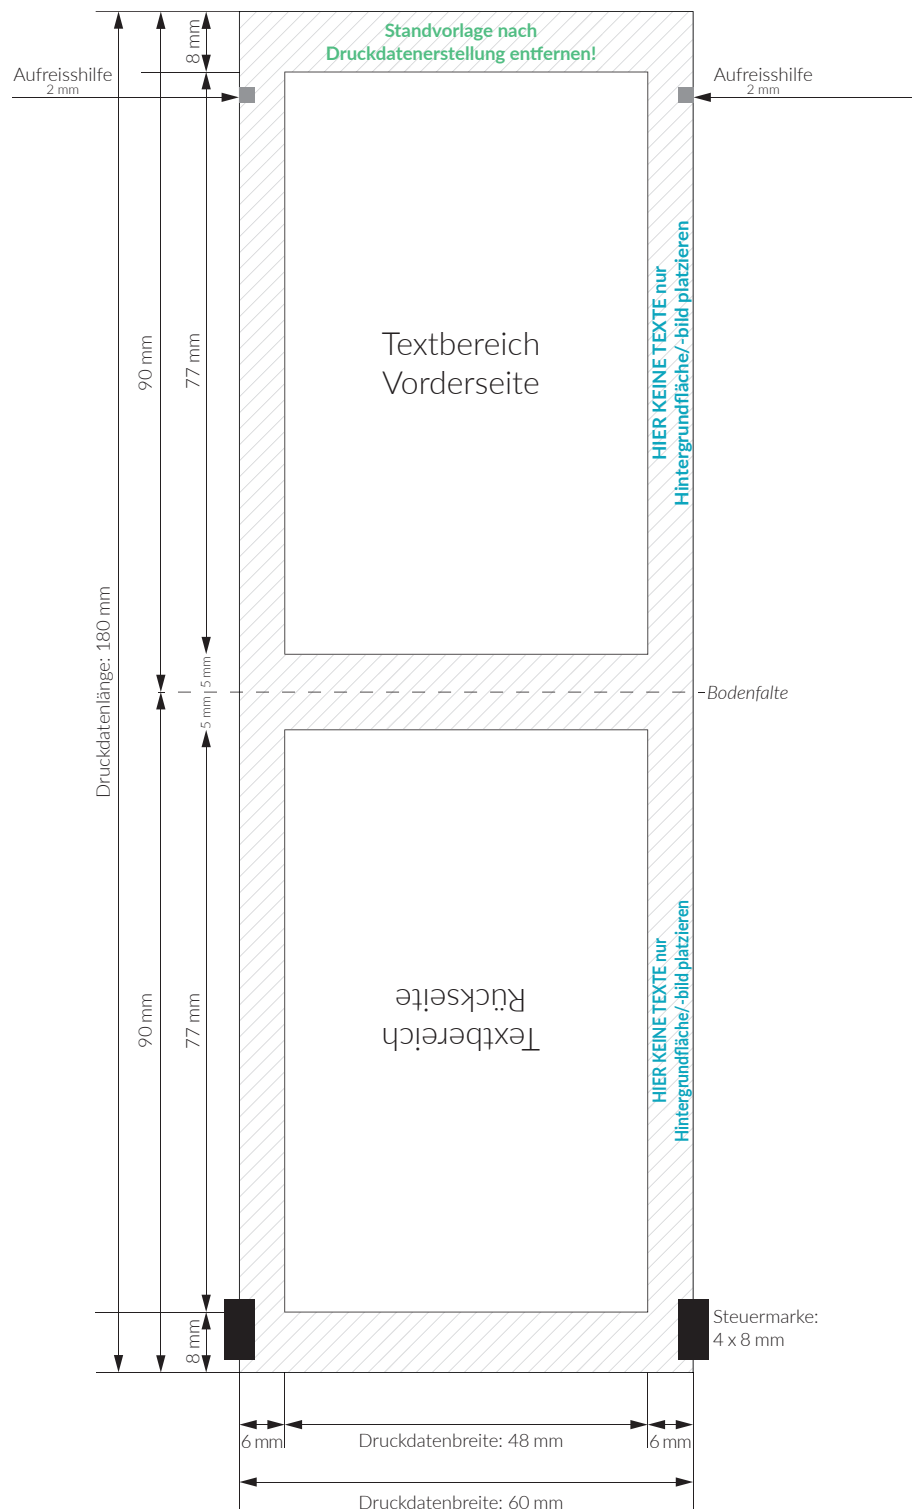 Standvorlage nach
Druckdatenerstellung entfernen!
8 mm
Aufreisshilfe
2 mm
Aufreisshilfe
2 mm
HIER KEINE TEXTE nur
Hintergrundfläche/-bild platzieren
Textbereich
Vorderseite
90 mm
77 mm
Druckdatenlänge: 180 mm
5 mm
5 mm
Bodenfalte
HIER KEINE TEXTE nur
Hintergrundfläche/-bild platzieren
Textbereich
Rückseite
90 mm
77 mm
8 mm
Steuermarke:
4 x 8 mm
6 mm
Druckdatenbreite: 48 mm
6 mm
Druckdatenbreite: 60 mm